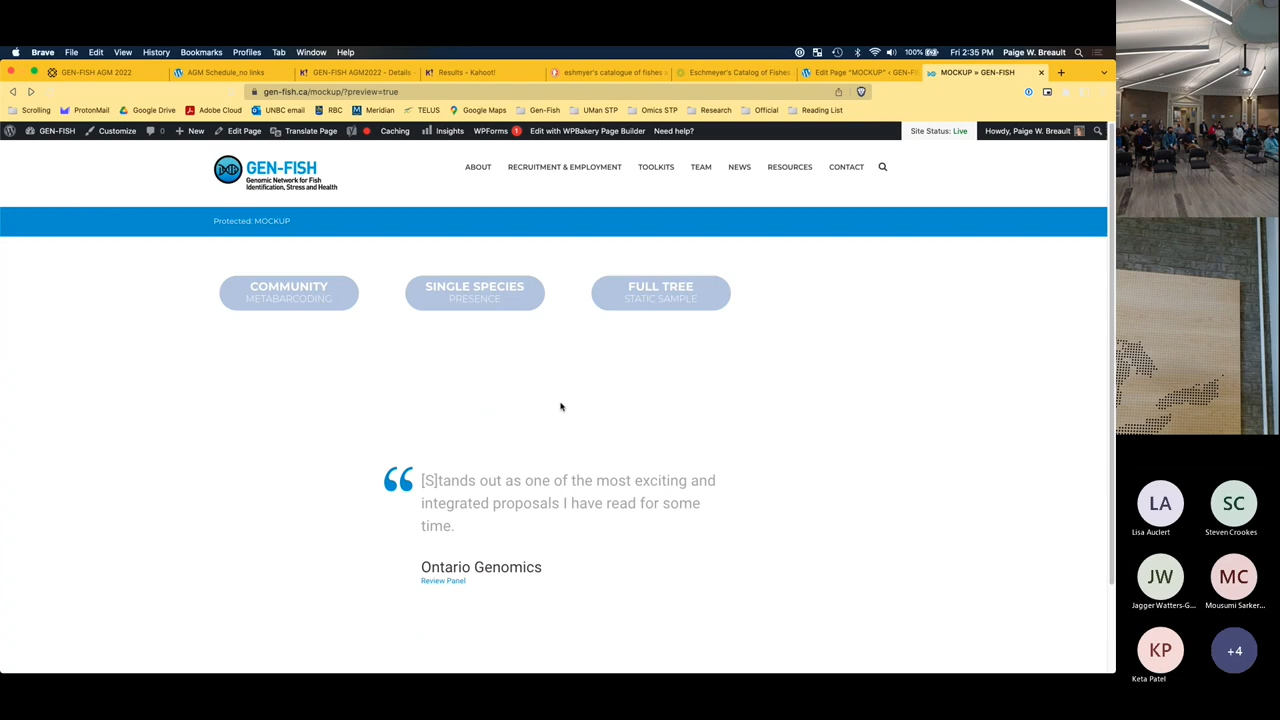 Brave File Edit View History Bookmarks Profiles Tab Window Help 100% Fri 2:35 PM Paige W. Breault
GEN-FISH AGM 2022 AGM Schedule_no links GEN-FISH AGM2022 - Details - Results - Kahoot! eshmyer's catalogue of fishes Eschmeyer's Catalog of Fishes Edit Page "MOCKUP" ‹ GEN-FI MOCKUP » GEN-FISH
gen-fish.ca/mockup/?preview=true
Scrolling ProtonMail Google Drive Adobe Cloud UNBC email RBC Meridian TELUS Google Maps Gen-Fish UMan STP Omics STP Research Official Reading List
GEN-FISH Customize 0 New Edit Page Translate Page Caching Insights WPForms 1 Edit with WPBakery Page Builder Need help? Site Status: Live Howdy, Paige W. Breault
GEN-FISH
Genomic Network for Fish
Identification, Stress and Health
ABOUT RECRUITMENT & EMPLOYMENT TOOLKITS TEAM NEWS RESOURCES CONTACT
Protected: MOCKUP
COMMUNITY
METABARCODING
SINGLE SPECIES
PRESENCE
FULL TREE
STATIC SAMPLE
[S]tands out as one of the most exciting and
integrated proposals I have read for some
time.
Ontario Genomics
Review Panel
LA
Lisa Auclert
SC
Steven Crookes
JW
Jagger Watters-G...
MC
Mousumi Sarker...
KP
Keta Patel
+4